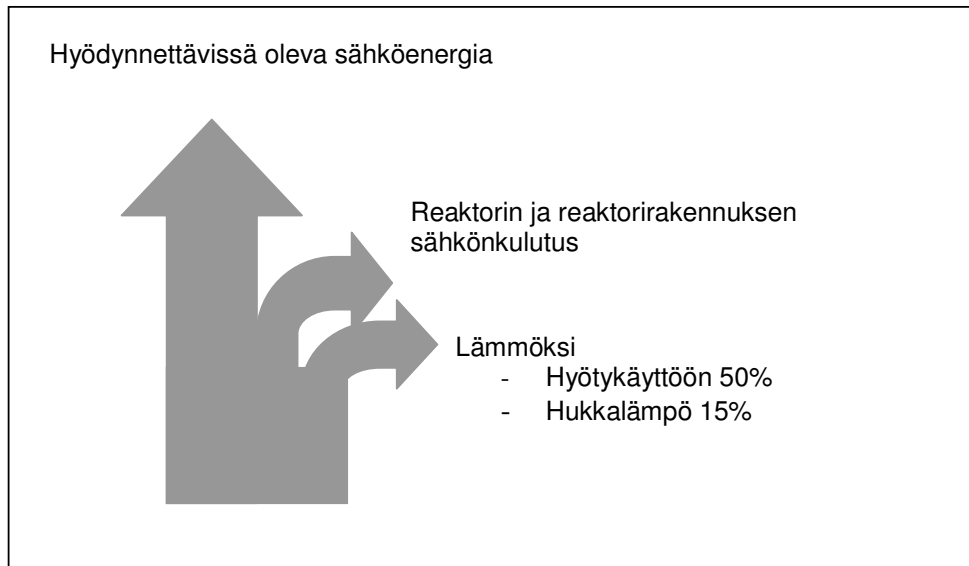 Hyödynnettävissä oleva sähköenergia
Reaktorin ja reaktorirakennuksen
sähkönkulutus
Lämmöksi
- Hyötykäyttöön 50%
- Hukkalämpö 15%